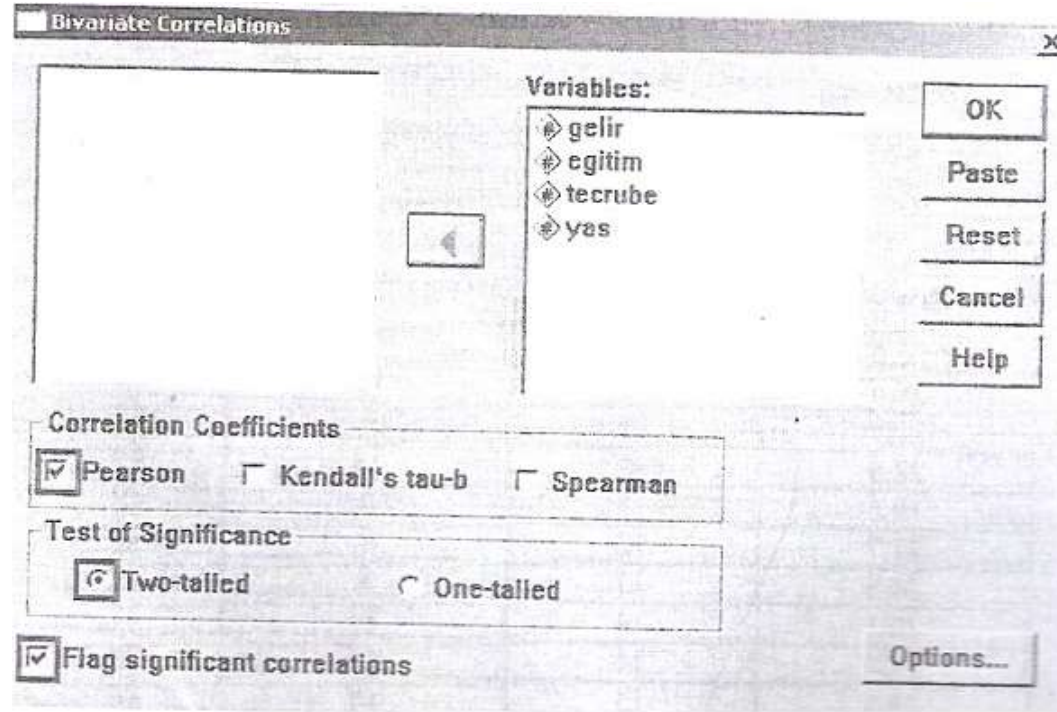 Bivariate Correlations
Variables:
gelir
egitim
tecrube
yas
OK
Paste
Reset
Cancel
Help
Correlation Coefficients
Pearson Kendall's tau-b Spearman
Test of Significance
Two-tailed One-tailed
Flag significant correlations
Options...